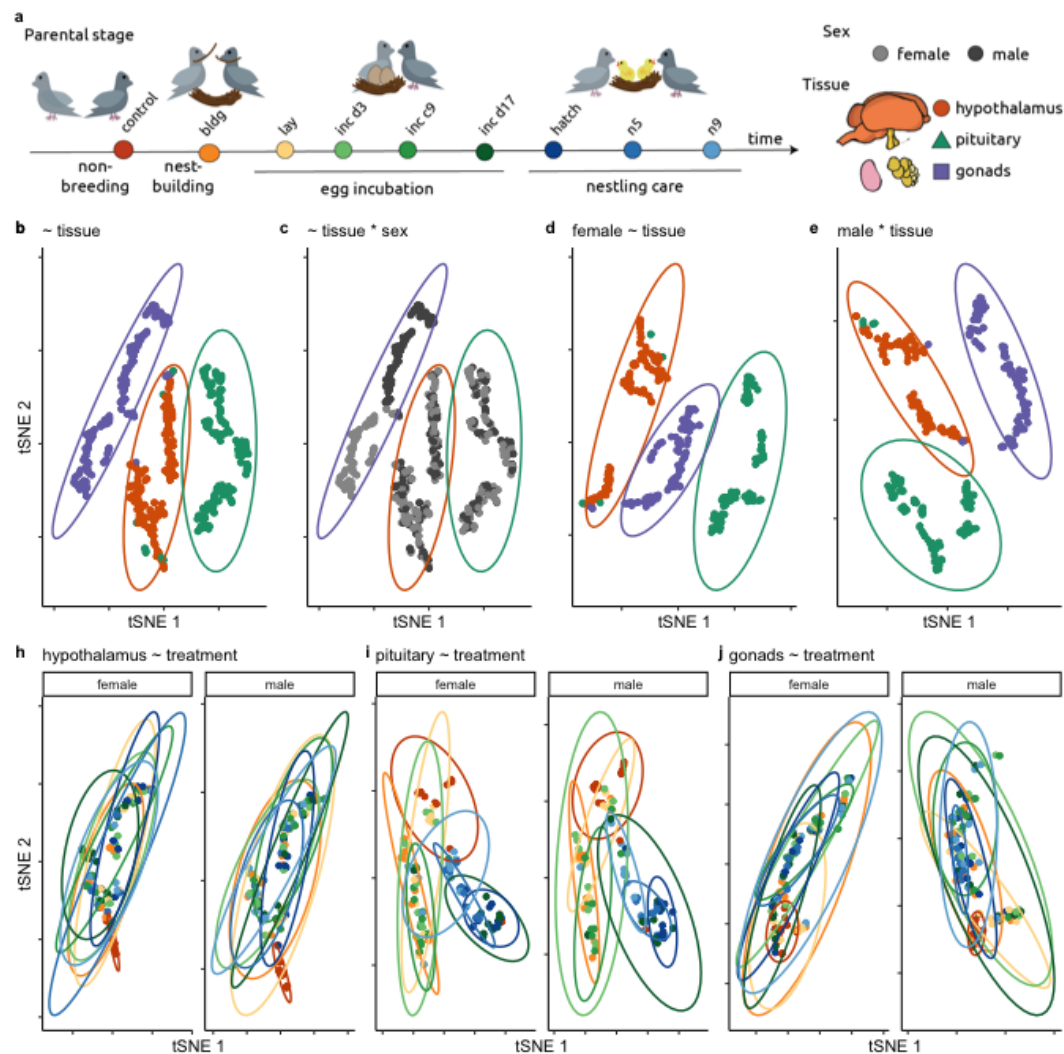 a
Parental stage
control
bldg
lay
inc d3
inc c9
inc d17
hatch
n5
n9
time
non-
breeding
nest-
building
egg incubation
nestling care
Sex
female
male
Tissue
hypothalamus
pituitary
gonads
b ~ tissue
c ~ tissue * sex
d female ~ tissue
e male * tissue
tSNE 2
tSNE 1
tSNE 1
tSNE 1
tSNE 1
h hypothalamus ~ treatment
i pituitary ~ treatment
j gonads ~ treatment
female
male
female
male
female
male
tSNE 2
tSNE 1
tSNE 1
tSNE 1